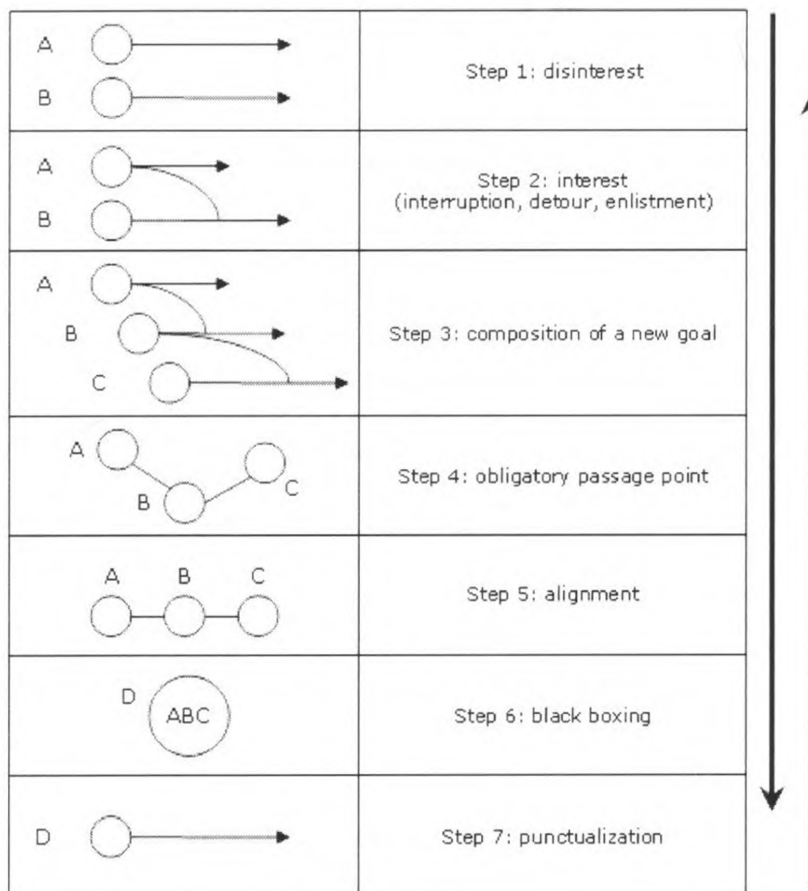 A
B
Step 1: disinterest
A
B
Step 2: interest
(interruption, detour, enlistment)
A
B
C
Step 3: composition of a new goal
A
B
C
Step 4: obligatory passage point
A B C
Step 5: alignment
D
ABC
Step 6: black boxing
D
Step 7: punctualization